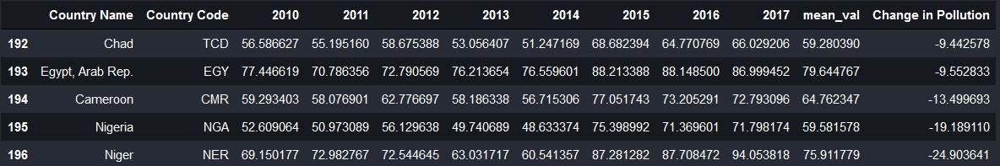 Country Name Country Code 2010 2011 2012 2013 2014 2015 2016 2017 mean_val Change in Pollution
192 Chad TCD 56.586627 55.195160 58.675388 53.056407 51.247169 68.682394 64.770769 66.029206 59.280390 -9.442578
193 Egypt, Arab Rep. EGY 77.446619 70.786356 72.790569 76.213654 76.559601 88.213388 88.148500 86.999452 79.644767 -9.552833
194 Cameroon CMR 59.293403 58.076901 62.776697 58.186338 56.715306 77.051743 73.205291 72.793096 64.762347 -13.499693
195 Nigeria NGA 52.609064 50.973089 56.129638 49.740689 48.633374 75.398992 71.369601 71.798174 59.581578 -19.189110
196 Niger NER 69.150177 72.982767 72.544645 63.031717 60.541357 87.281282 87.708472 94.053818 75.911779 -24.903641